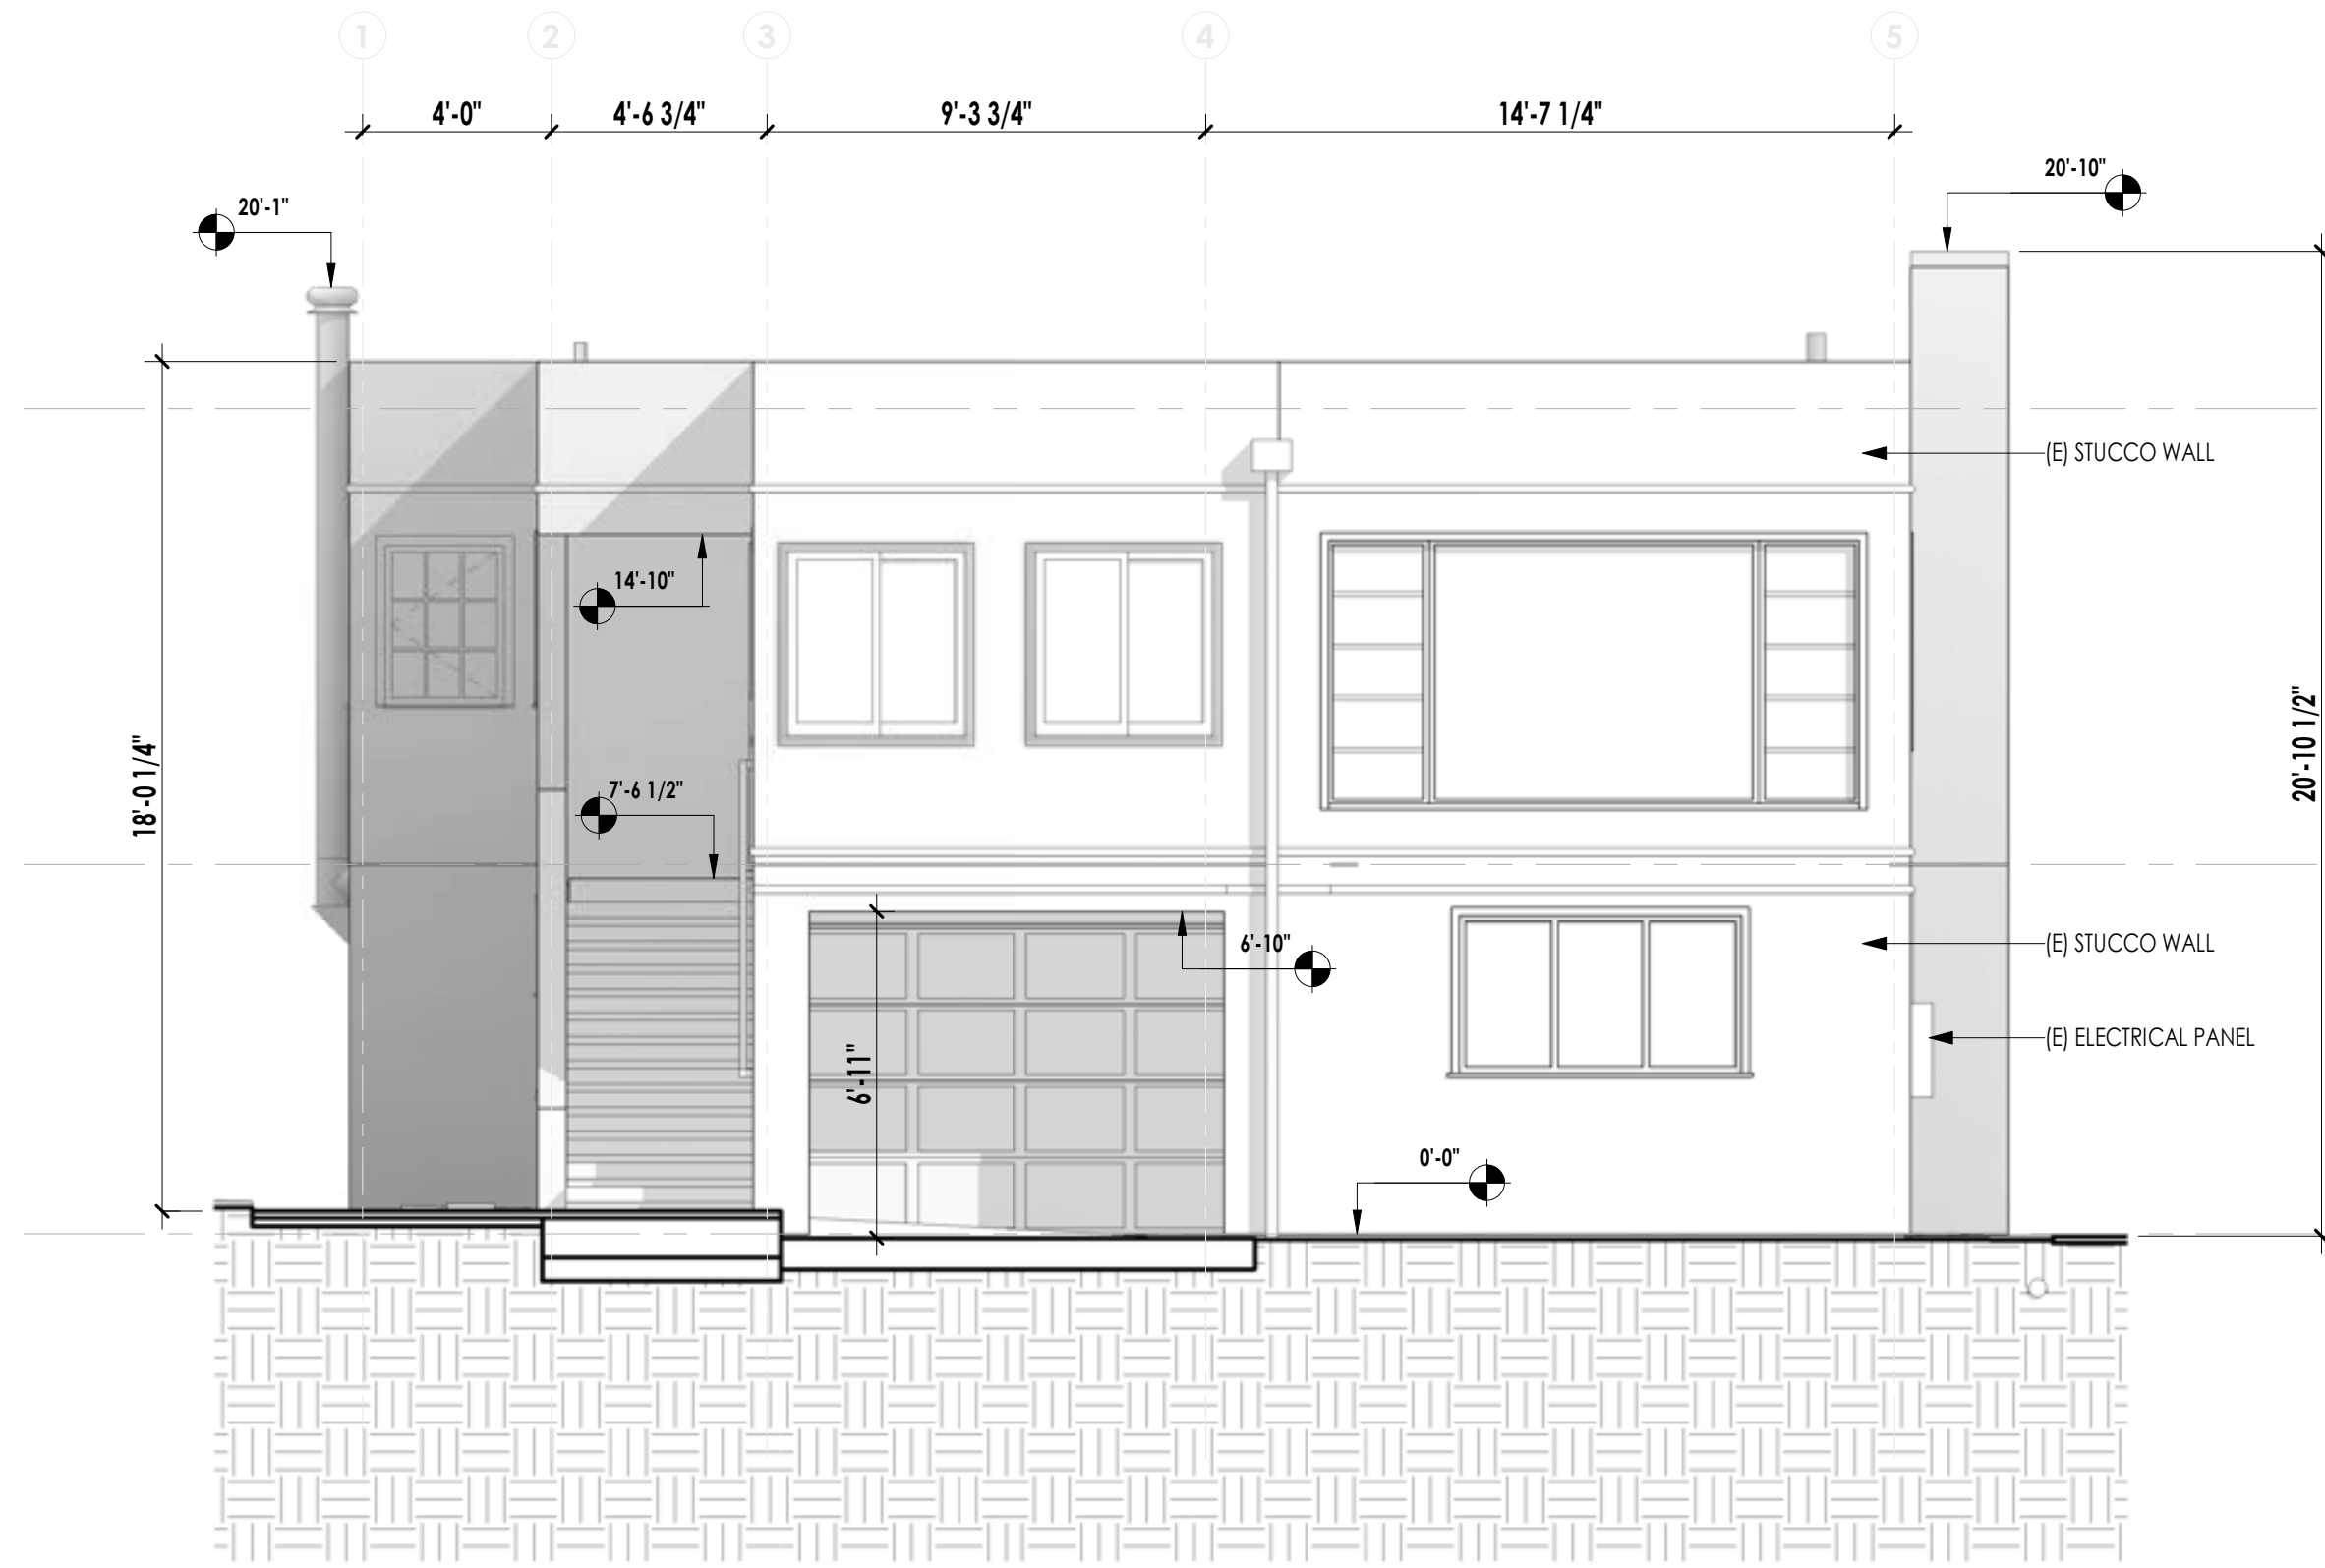 1 2 3 4 5
4'-0" 4'-6 3/4" 9'-3 3/4" 14'-7 1/4"
20'-10"
20'-1"
(E) STUCCO WALL
14'-10"
18'-0 1/4"
20'-10 1/2"
7'-6 1/2"
6'-10"
(E) STUCCO WALL
6'-11"
(E) ELECTRICAL PANEL
0'-0"